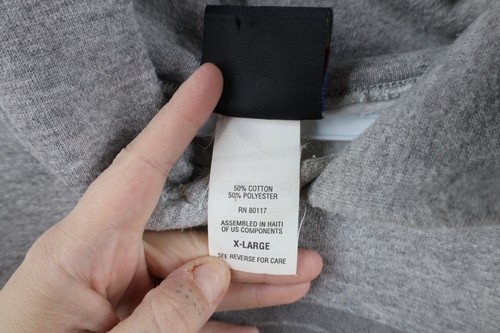 50% COTTON
50% POLYESTER
RN 80117
ASSEMBLED IN HAITI
OF US COMPONENTS
X-LARGE
SEE REVERSE FOR CARE